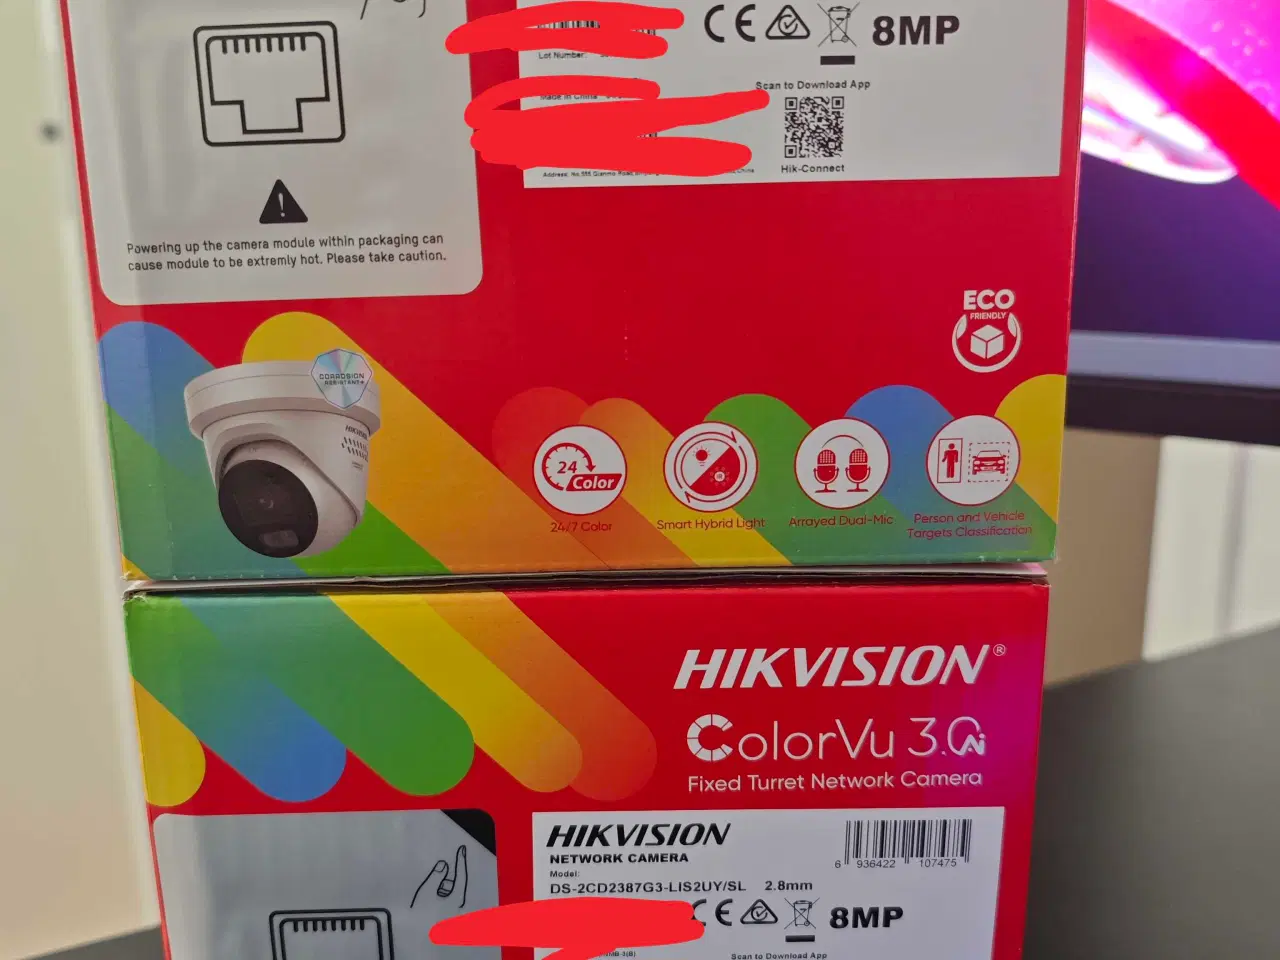 Lot Number:
Made in China
CE
8MP
Scan to Download App
Hik-Connect
Powering up the camera module within packaging can
cause module to be extremly hot. Please take caution.
ECO
FRIENDLY
CORROSION
RESISTANT+
HIKVISION
24
Color
24/7 Color
Smart Hybrid Light
Arrayed Dual-Mic
Person and Vehicle
Targets Classification
HIKVISION®
ColorVu 3.0
Ai
Fixed Turret Network Camera
HIKVISION
NETWORK CAMERA
Model:
DS-2CD2387G3-LIS2UY/SL 2.8mm
6 936422 107475
CE
8MP
Scan to Download App